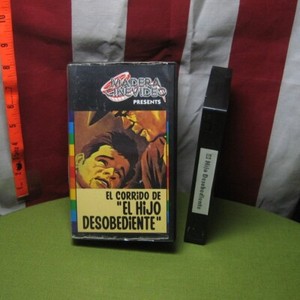 MADERA
CINEVIDEO
PRESENTS
EL CORRIDO DE
"EL HIJO
DESOBEDIENTE"
El Hijo Desobediente